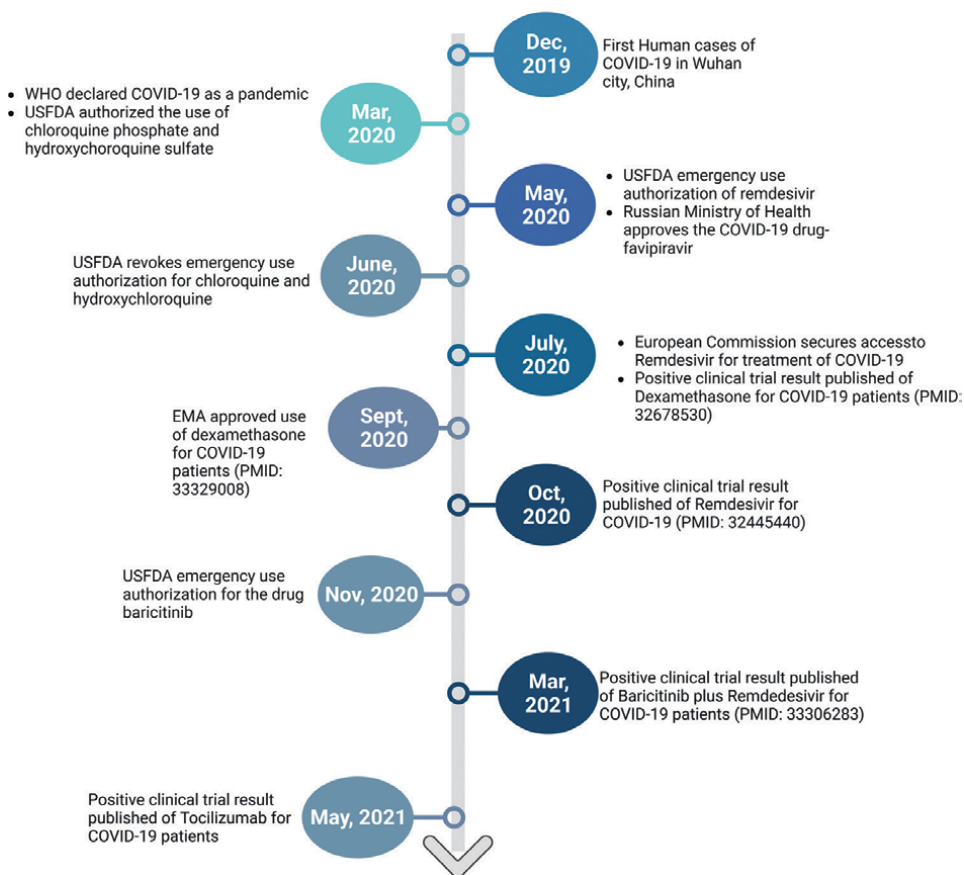 Dec,
2019
First Human cases of
COVID-19 in Wuhan
city, China
• WHO declared COVID-19 as a pandemic
• USFDA authorized the use of
chloroquine phosphate and
hydroxychoroquine sulfate
Mar,
2020
May,
2020
• USFDA emergency use
authorization of remdesivir
• Russian Ministry of Health
approves the COVID-19 drug-
favipiravir
USFDA revokes emergency use
authorization for chloroquine and
hydroxychloroquine
June,
2020
July,
2020
• European Commission secures accessto
Remdesivir for treatment of COVID-19
• Positive clinical trial result published of
Dexamethasone for COVID-19 patients (PMID:
32678530)
EMA approved use
of dexamethasone
for COVID-19
patients (PMID:
33329008)
Sept,
2020
Oct,
2020
Positive clinical trial result
published of Remdesivir for
COVID-19 (PMID: 32445440)
USFDA emergency use
authorization for the drug
baricitinib
Nov, 2020
Mar,
2021
Positive clinical trial result published
of Baricitinib plus Remdedesivir for
COVID-19 patients (PMID: 33306283)
Positive clinical trial result
published of Tocilizumab for
COVID-19 patients
May, 2021